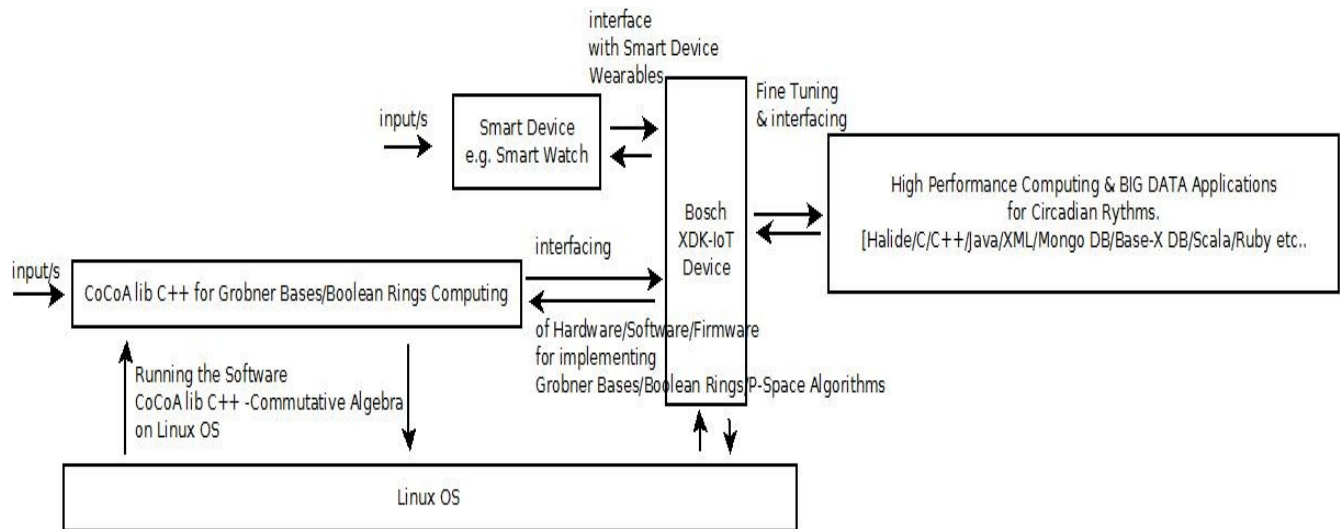 interface
with Smart Device
Wearables
input/s
Smart Device
e.g. Smart Watch
Fine Tuning
& interfacing
High Performance Computing & BIG DATA Applications
for Circadian Rythms.
[Halide/C/C++/Java/XML/Mongo DB/Base-X DB/Scala/Ruby etc..
Bosch
XDK-IoT
Device
interfacing
input/s
CoCoA lib C++ for Grobner Bases/Boolean Rings Computing
of Hardware/Software/Firmware
for implementing
Grobner Bases/Boolean Rings/P-Space Algorithms
Running the Software
CoCoA lib C++ -Commutative Algebra
on Linux OS
Linux OS